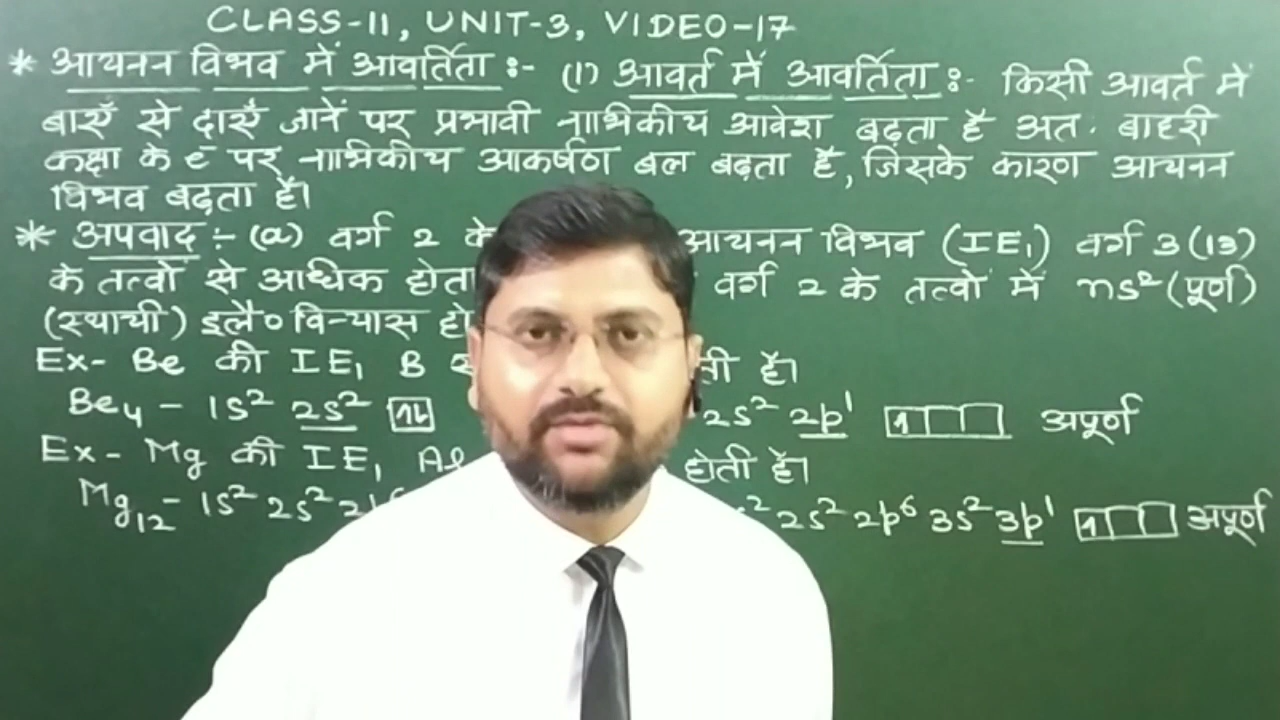 CLASS-11, UNIT-3, VIDEO-17
* आयनन विभव में आवर्तिता :- (1) आवर्त में आवर्तिता :- किसी आवर्त में
बाएँ से दाएँ जानें पर प्रभावी नाभिकीय आवेश बढ़ता है अतः बाहरी
कक्षा के e⁻ पर नाभिकीय आकर्षण बल बढ़ता है, जिसके कारण आयनन
विभव बढ़ता है।
* अपवाद :- (a) वर्ग 2 के आयनन विभव (IE₁) वर्ग 3 (13)
के तत्वों से अधिक होता वर्ग 2 के तत्वों में ns² (पूर्ण)
(स्थायी) इलै० विन्यास हो
Ex- Be की IE₁ B ती है।
Be₄ - 1s² 2s² 1↿⇂ 2s² 2p¹ 1 अपूर्ण
Ex- Mg की IE₁ Al होती है।
Mg₁₂ - 1s² 2s² 2s² 2p⁶ 3s² 3p¹ 1 अपूर्ण